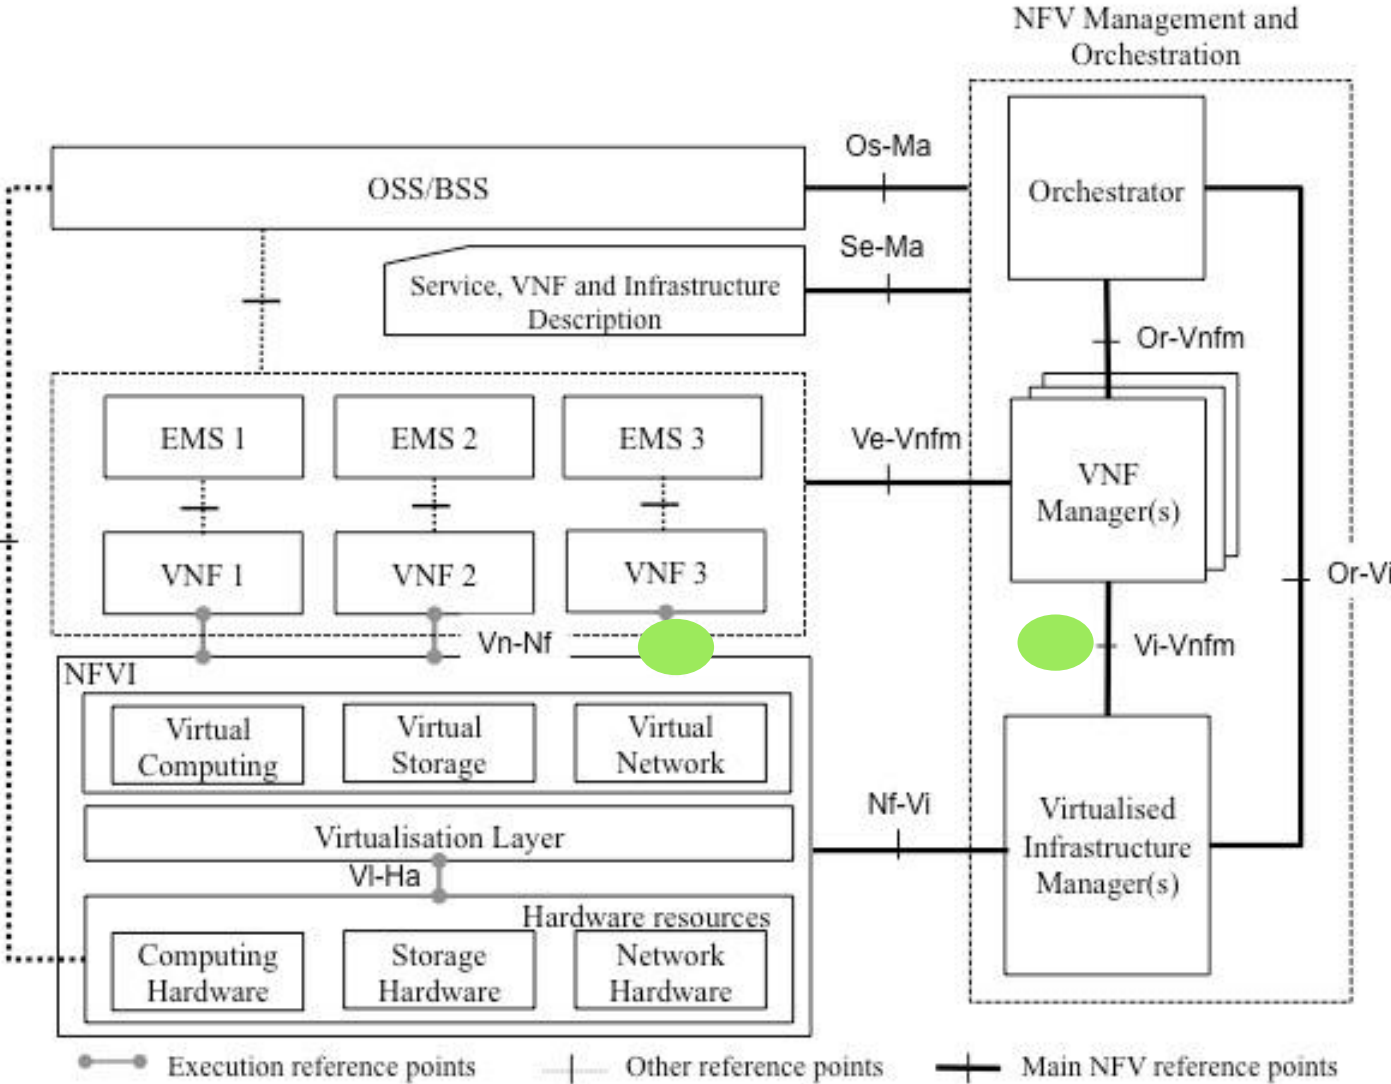 NFV Management and
Orchestration
Os-Ma
OSS/BSS
Orchestrator
Se-Ma
Service, VNF and Infrastructure
Description
Or-Vnfm
EMS 1
EMS 2
EMS 3
Ve-Vnfm
VNF
Manager(s)
VNF 1
VNF 2
VNF 3
Or-Vi
Vn-Nf
Vi-Vnfm
NFVI
Virtual
Computing
Virtual
Storage
Virtual
Network
Nf-Vi
Virtualised
Infrastructure
Manager(s)
Virtualisation Layer
Vl-Ha
Hardware resources
Computing
Hardware
Storage
Hardware
Network
Hardware
Execution reference points
Other reference points
Main NFV reference points